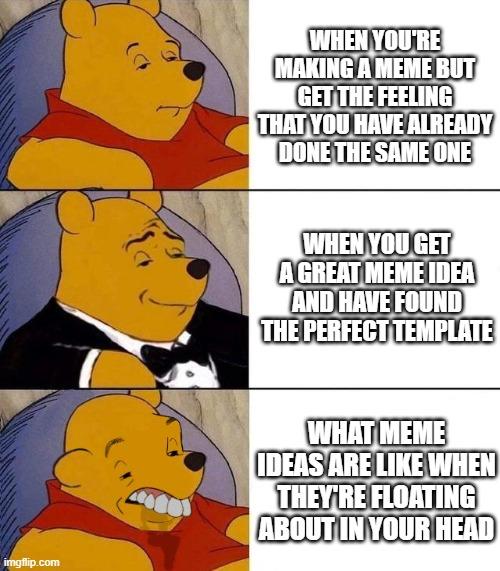 WHEN YOU'RE
MAKING A MEME BUT
GET THE FEELING
THAT YOU HAVE ALREADY
DONE THE SAME ONE
WHEN YOU GET
A GREAT MEME IDEA
AND HAVE FOUND
THE PERFECT TEMPLATE
WHAT MEME
IDEAS ARE LIKE WHEN
THEY'RE FLOATING
ABOUT IN YOUR HEAD
imgflip.com